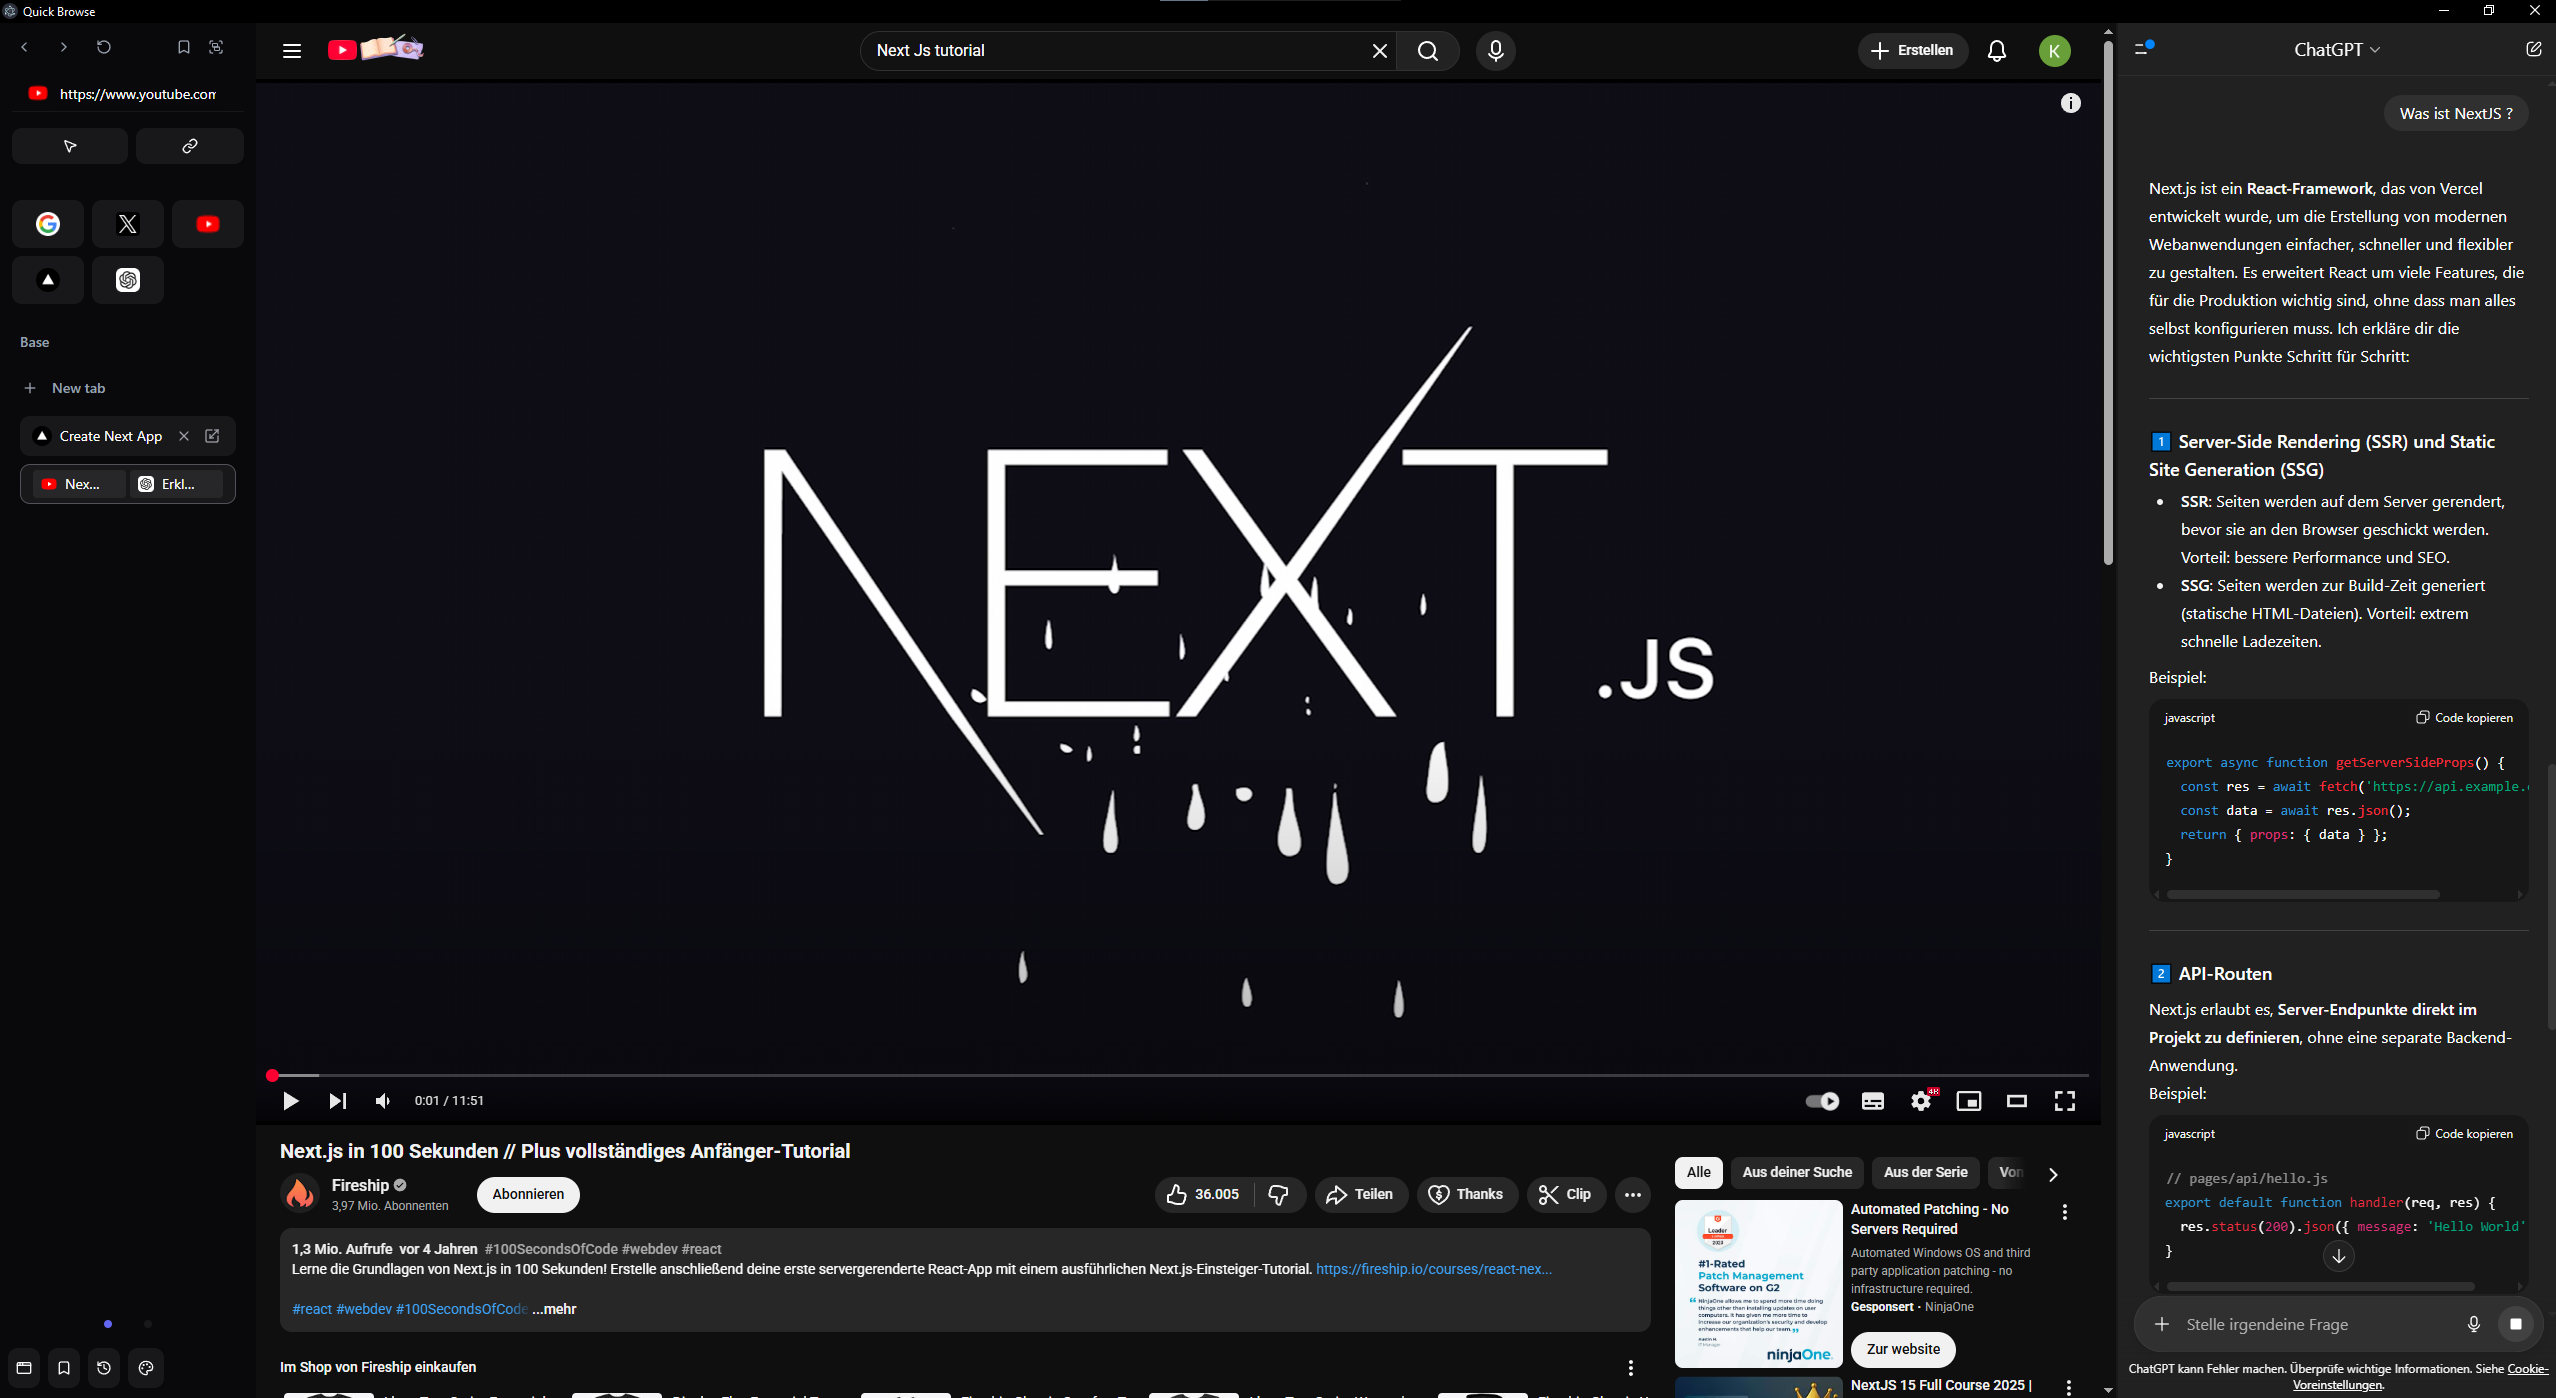 Quick Browse
https://www.youtube.com
Base
New tab
Create Next App
Nex...
Erkl...
Next Js tutorial
Erstellen
K
NEXT
.JS
0:01 / 11:51
Next.js in 100 Sekunden // Plus vollständiges Anfänger-Tutorial
Fireship
3,97 Mio. Abonnenten
Abonnieren
36.005
Teilen
Thanks
Clip
1,3 Mio. Aufrufe vor 4 Jahren #100SecondsOfCode #webdev #react
Lerne die Grundlagen von Next.js in 100 Sekunden! Erstelle anschließend deine erste servergerenderte React-App mit einem ausführlichen Next.js-Einsteiger-Tutorial. https://fireship.io/courses/react-nex...
#react #webdev #100SecondsOfCode ...mehr
Im Shop von Fireship einkaufen
Alle
Aus deiner Suche
Aus der Serie
Von
Leader
2023
#1-Rated
Patch Management
Software on G2
ninjaOne
Automated Patching - No
Servers Required
Automated Windows OS and third
party application patching - no
infrastructure required.
Gesponsert · NinjaOne
Zur website
NextJS 15 Full Course 2025 |
ChatGPT
Was ist NextJS ?
Next.js ist ein React-Framework, das von Vercel
entwickelt wurde, um die Erstellung von modernen
Webanwendungen einfacher, schneller und flexibler
zu gestalten. Es erweitert React um viele Features, die
für die Produktion wichtig sind, ohne dass man alles
selbst konfigurieren muss. Ich erkläre dir die
wichtigsten Punkte Schritt für Schritt:
1 Server-Side Rendering (SSR) und Static
Site Generation (SSG)
• SSR: Seiten werden auf dem Server gerendert,
bevor sie an den Browser geschickt werden.
Vorteil: bessere Performance und SEO.
• SSG: Seiten werden zur Build-Zeit generiert
(statische HTML-Dateien). Vorteil: extrem
schnelle Ladezeiten.
Beispiel:
javascript
Code kopieren
export async function getServerSideProps() {
const res = await fetch('https://api.example.
const data = await res.json();
return { props: { data } };
}
2 API-Routen
Next.js erlaubt es, Server-Endpunkte direkt im
Projekt zu definieren, ohne eine separate Backend-
Anwendung.
Beispiel:
javascript
Code kopieren
// pages/api/hello.js
export default function handler(req, res) {
res.status(200).json({ message: 'Hello World'
}
Stelle irgendeine Frage
ChatGPT kann Fehler machen. Überprüfe wichtige Informationen. Siehe Cookie-
Voreinstellungen.